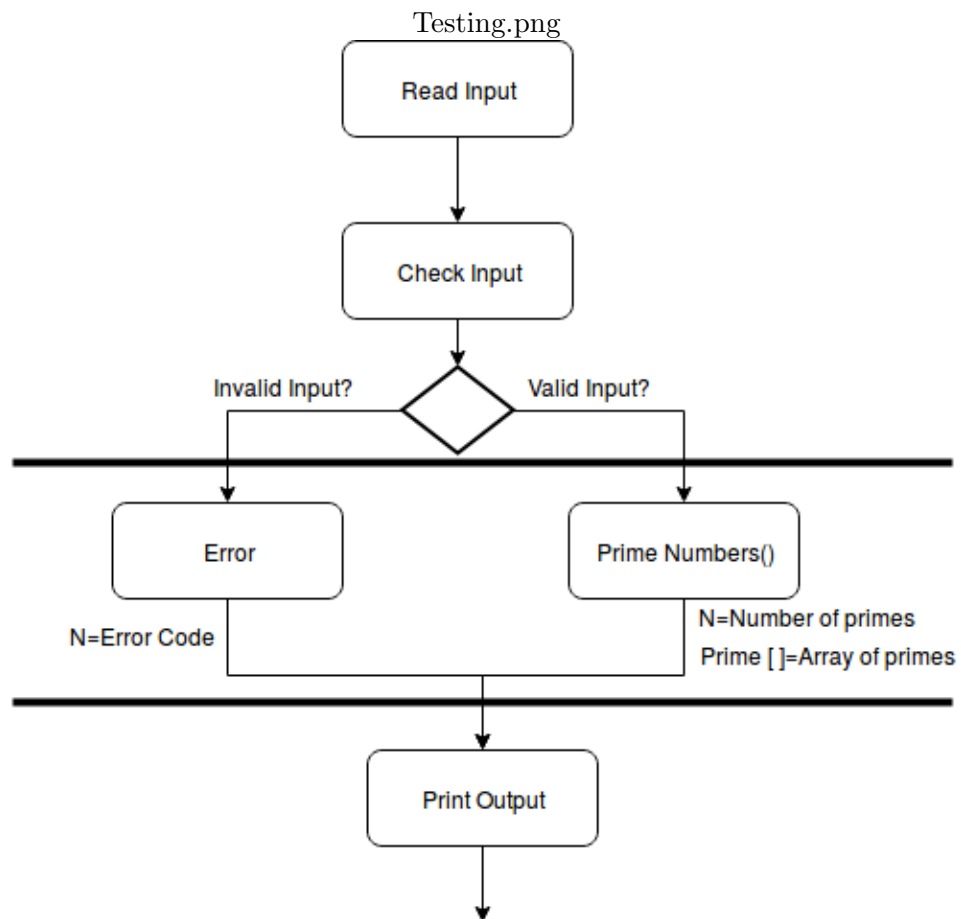 Testing.png
Read Input
Check Input
Invalid Input?
Valid Input?
Error
Prime Numbers()
N=Error Code
N=Number of primes
Prime [ ]=Array of primes
Print Output